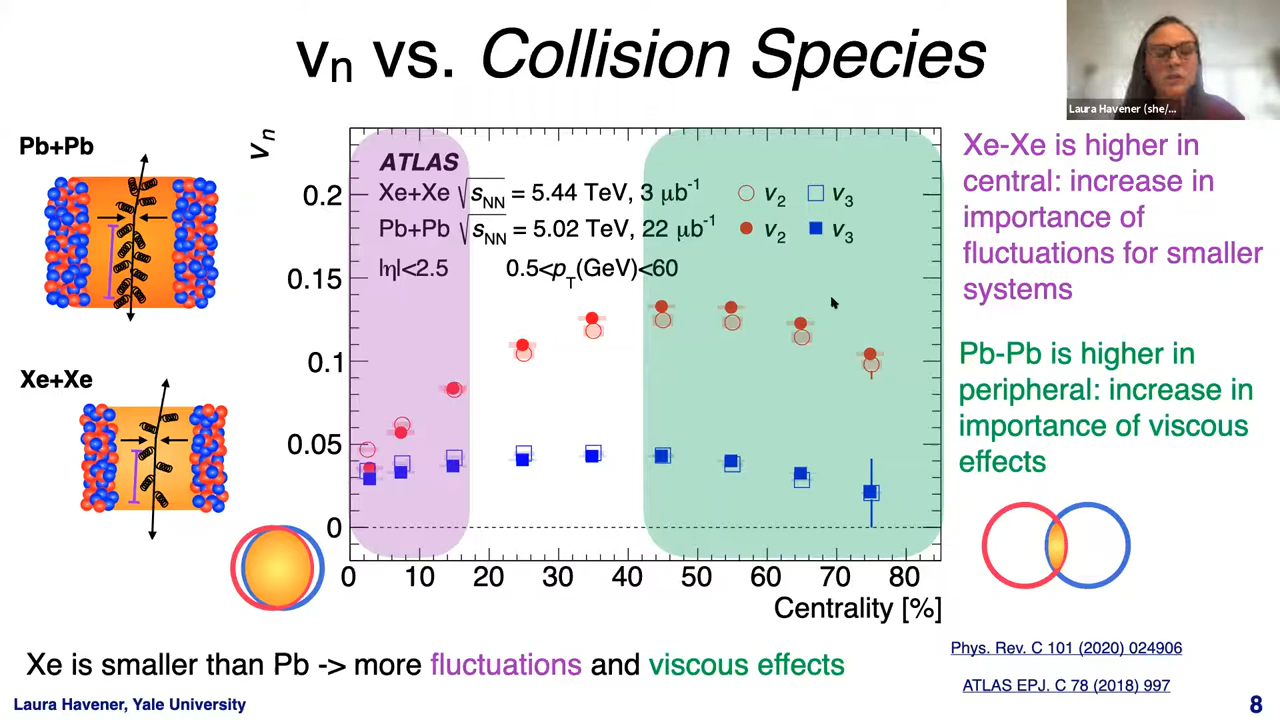 vn vs. Collision Species
Laura Havener (she/...
Pb+Pb
Xe+Xe
vn
ATLAS
Xe+Xe √sNN = 5.44 TeV, 3 μb-1
v2 v3
Pb+Pb √sNN = 5.02 TeV, 22 μb-1
v2 v3
|η|<2.5 0.5<pT(GeV)<60
0.2
0.15
0.1
0.05
0
0 10 20 30 40 50 60 70 80
Centrality [%]
Xe-Xe is higher in
central: increase in
importance of
fluctuations for smaller
systems
Pb-Pb is higher in
peripheral: increase in
importance of viscous
effects
Xe is smaller than Pb -> more fluctuations and viscous effects
Phys. Rev. C 101 (2020) 024906
ATLAS EPJ. C 78 (2018) 997
Laura Havener, Yale University
8